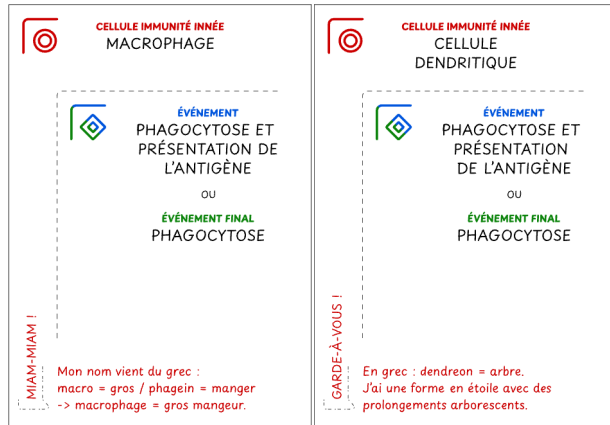 CELLULE IMMUNITÉ INNÉE
MACROPHAGE
ÉVÉNEMENT
PHAGOCYTOSE ET
PRÉSENTATION DE
L'ANTIGÈNE
OU
ÉVÉNEMENT FINAL
PHAGOCYTOSE
MIAM-MIAM !
Mon nom vient du grec :
macro = gros / phagein = manger
-> macrophage = gros mangeur.
CELLULE IMMUNITÉ INNÉE
CELLULE
DENDRITIQUE
ÉVÉNEMENT
PHAGOCYTOSE ET
PRÉSENTATION
DE L'ANTIGÈNE
OU
ÉVÉNEMENT FINAL
PHAGOCYTOSE
GARDE-À-VOUS !
En grec : dendreon = arbre.
J'ai une forme en étoile avec des
prolongements arborescents.